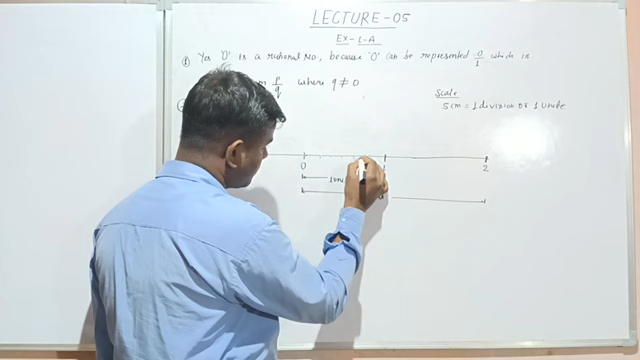 LECTURE-05
Ex-1-A
① Yes '0' is a rational No, because '0' can be represented 0/1 which is
p/q where q ≠ 0
Scale
5cm = 1 division or 1 Unit
0 2
1